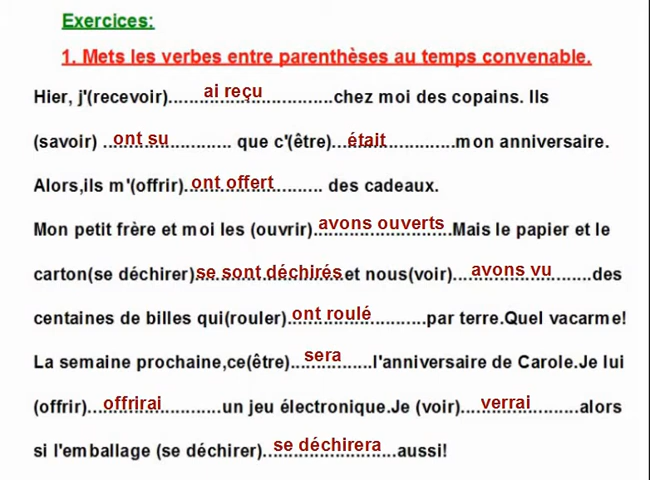 Exercices:
1. Mets les verbes entre parenthèses au temps convenable.
Hier, j'(recevoir)......ai reçu......chez moi des copains. Ils
(savoir) ..ont su.......... que c'(être)...était............mon anniversaire.
Alors,ils m'(offrir)..ont offert......... des cadeaux.
Mon petit frère et moi les (ouvrir).avons ouverts..Mais le papier et le
carton(se déchirer)se sont déchirés.et nous(voir)....avons vu........des
centaines de billes qui(rouler)..ont roulé..........par terre.Quel vacarme!
La semaine prochaine,ce(être)...sera......l'anniversaire de Carole.Je lui
(offrir)...offrirai............un jeu électronique.Je (voir)....verrai.........alors
si l'emballage (se déchirer)..se déchirera...aussi!